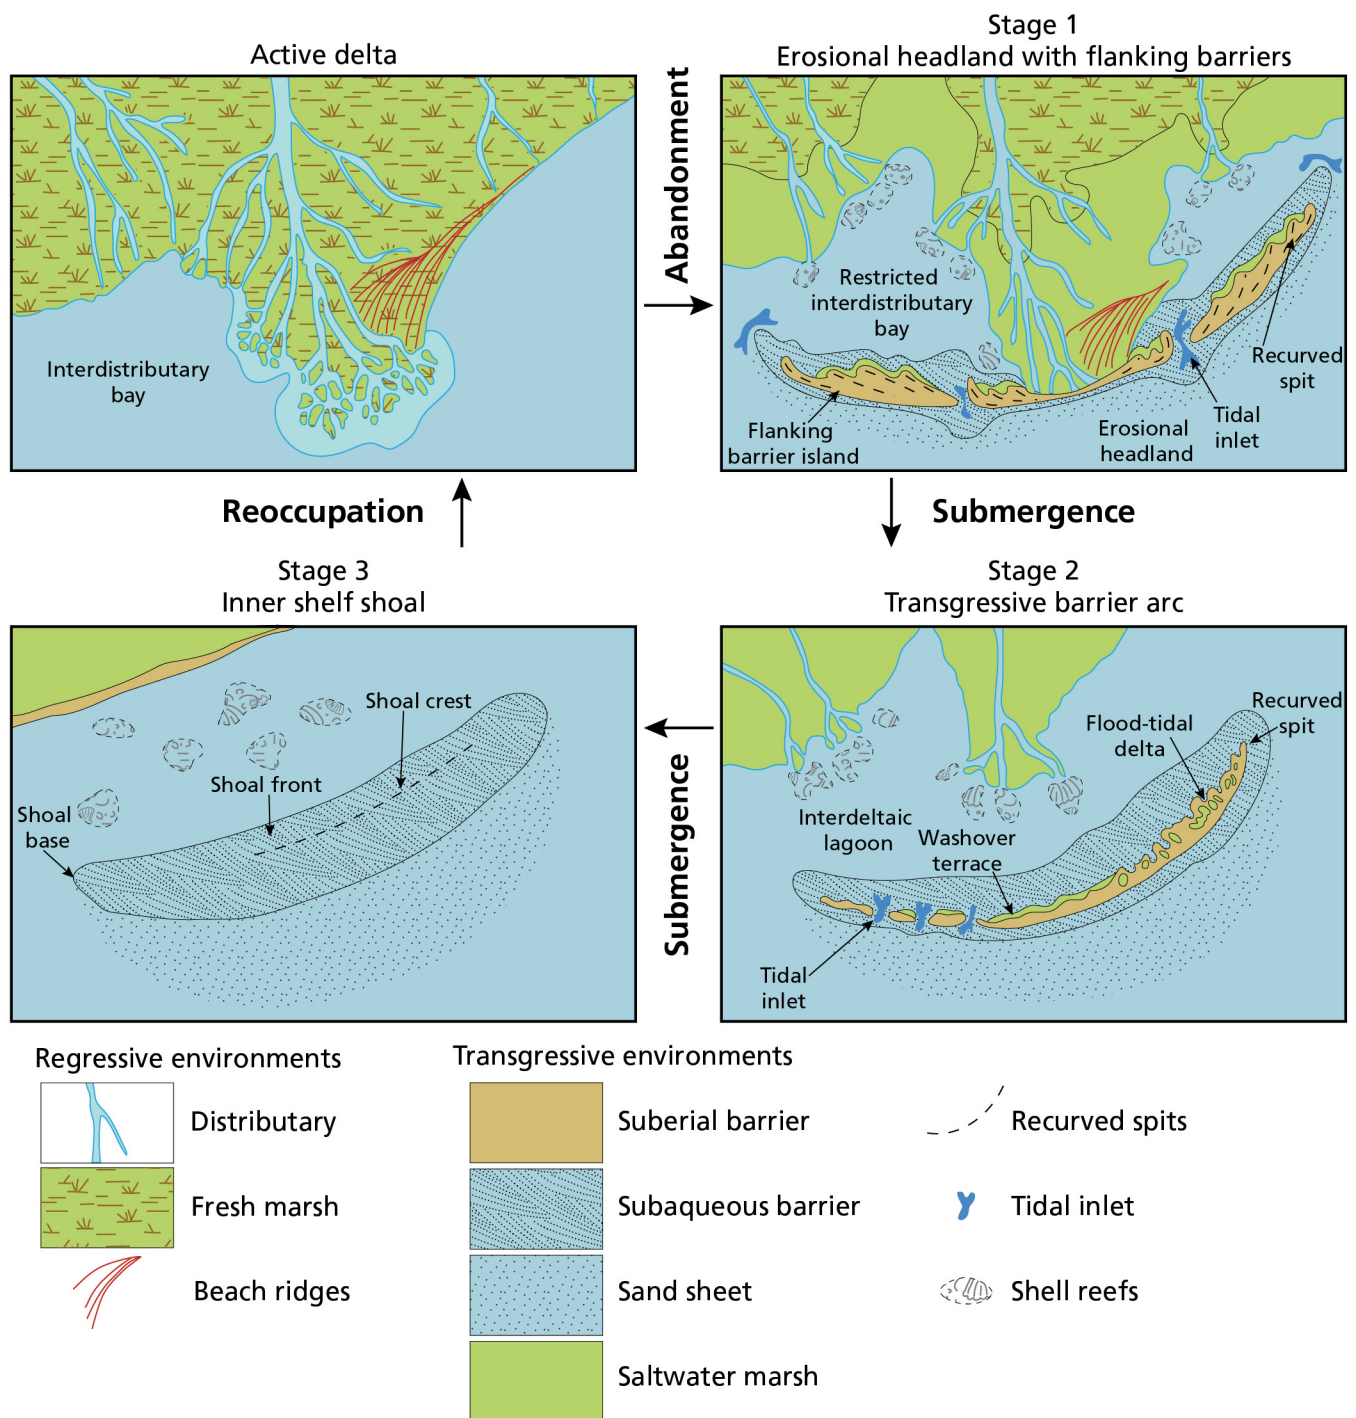 Active delta
Interdistributary
bay
Abandonment
Stage 1
Erosional headland with flanking barriers
Restricted
interdistributary
bay
Flanking
barrier island
Erosional
headland
Tidal
inlet
Recurved
spit
Reoccupation
Submergence
Stage 3
Inner shelf shoal
Shoal crest
Shoal front
Shoal
base
Submergence
Stage 2
Transgressive barrier arc
Recurved
spit
Flood-tidal
delta
Interdeltaic
lagoon
Washover
terrace
Tidal
inlet
Regressive environments
Distributary
Fresh marsh
Beach ridges
Transgressive environments
Suberial barrier
Subaqueous barrier
Sand sheet
Saltwater marsh
Recurved spits
Tidal inlet
Shell reefs